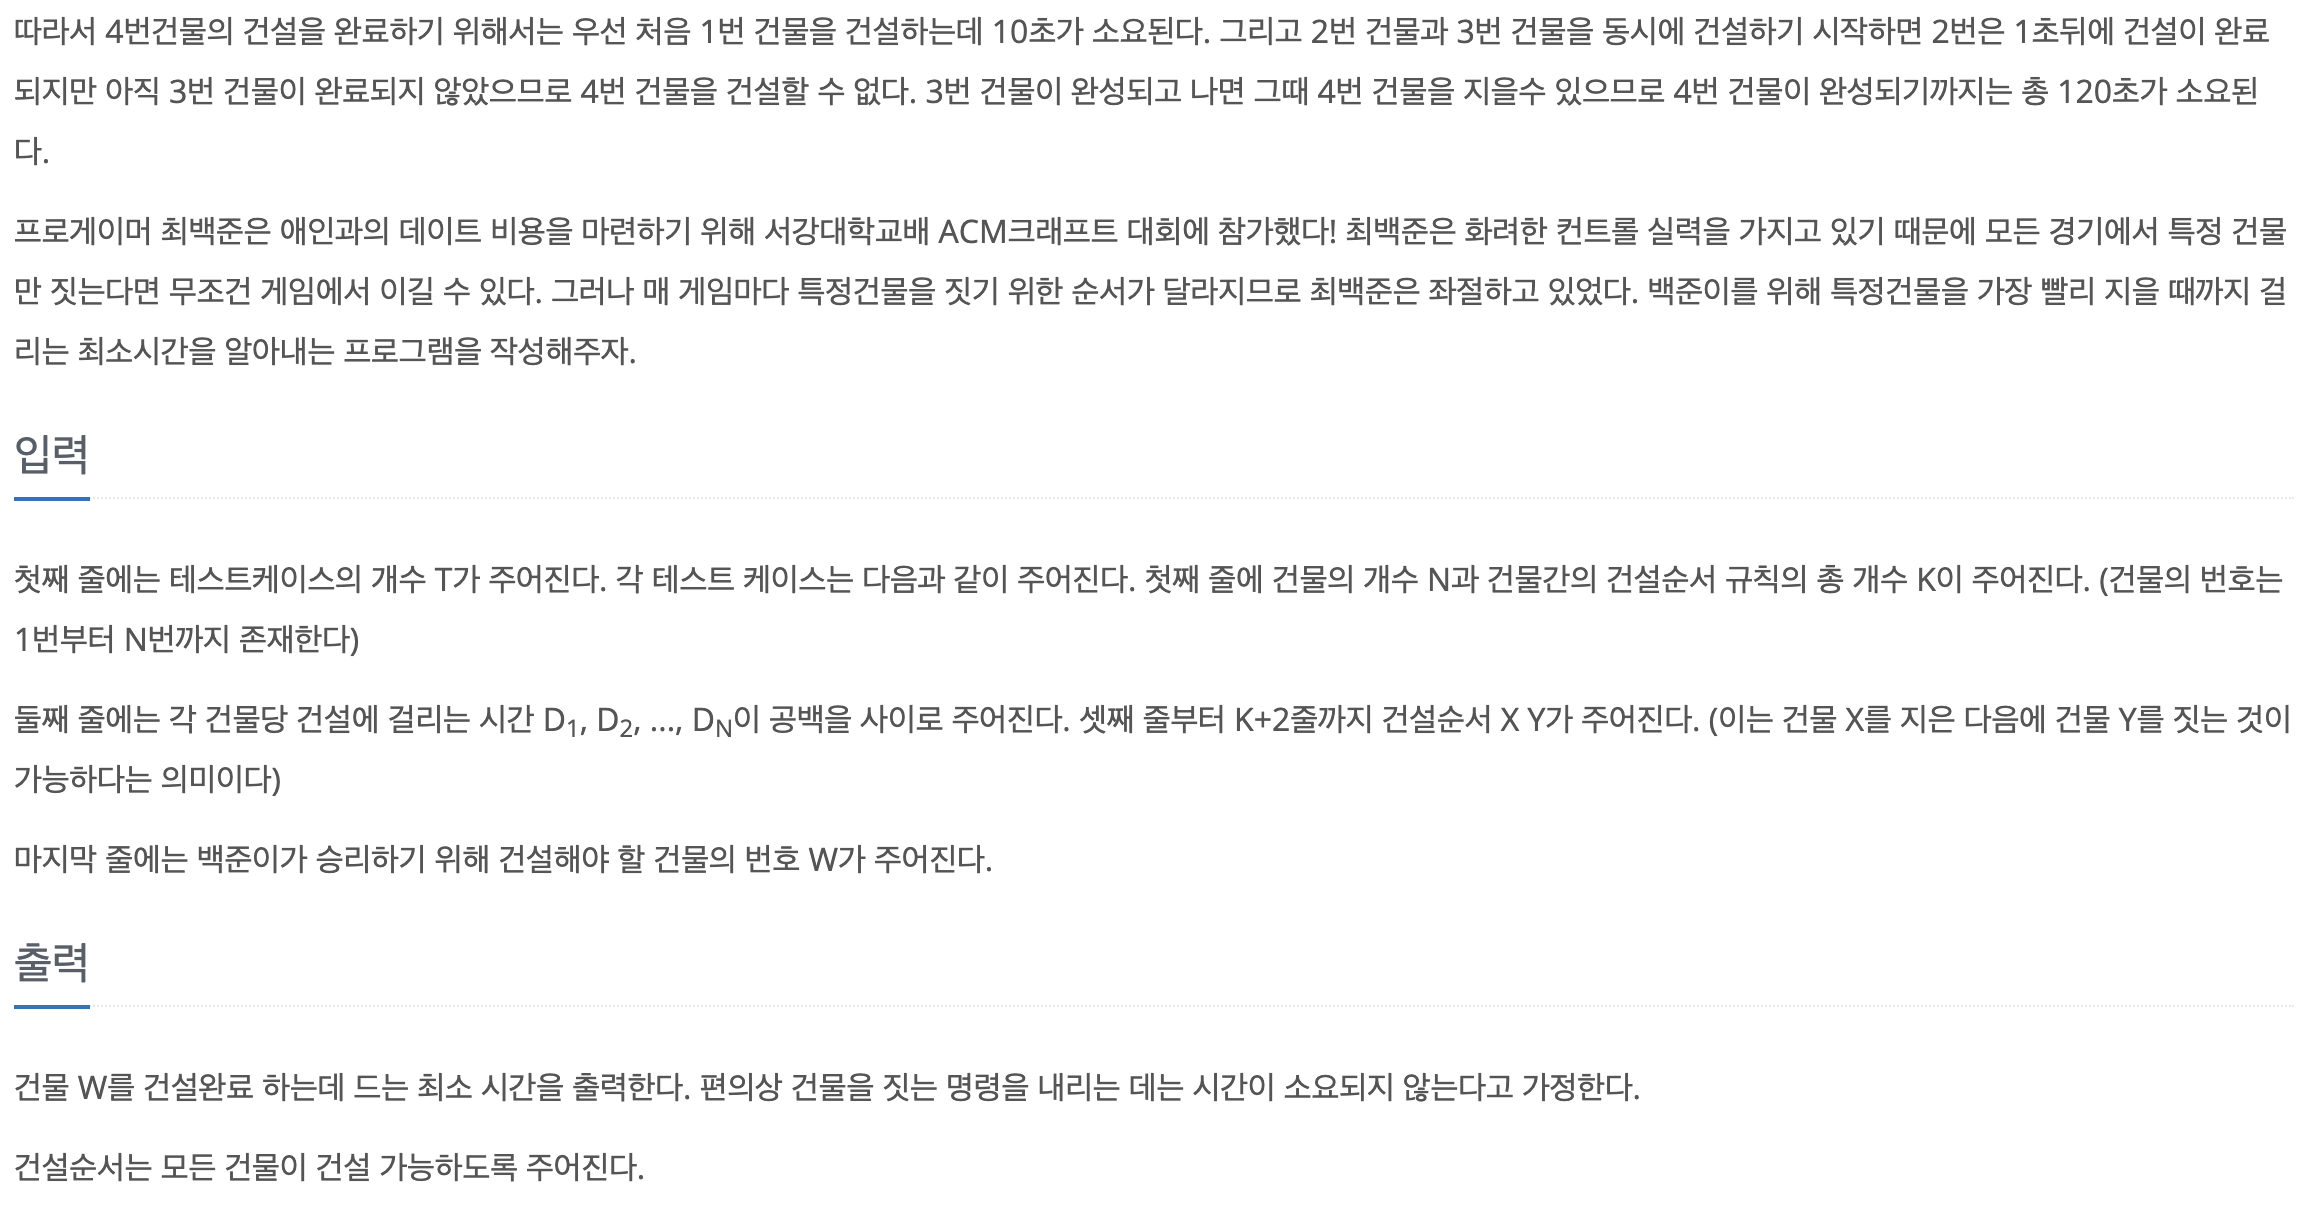 따라서 4번건물의 건설을 완료하기 위해서는 우선 처음 1번 건물을 건설하는데 10초가 소요된다. 그리고 2번 건물과 3번 건물을 동시에 건설하기 시작하면 2번은 1초뒤에 건설이 완료
되지만 아직 3번 건물이 완료되지 않았으므로 4번 건물을 건설할 수 없다. 3번 건물이 완성되고 나면 그때 4번 건물을 지을수 있으므로 4번 건물이 완성되기까지는 총 120초가 소요된
다.
프로게이머 최백준은 애인과의 데이트 비용을 마련하기 위해 서강대학교배 ACM크래프트 대회에 참가했다! 최백준은 화려한 컨트롤 실력을 가지고 있기 때문에 모든 경기에서 특정 건물
만 짓는다면 무조건 게임에서 이길 수 있다. 그러나 매 게임마다 특정건물을 짓기 위한 순서가 달라지므로 최백준은 좌절하고 있었다. 백준이를 위해 특정건물을 가장 빨리 지을 때까지 걸
리는 최소시간을 알아내는 프로그램을 작성해주자.
입력
첫째 줄에는 테스트케이스의 개수 T가 주어진다. 각 테스트 케이스는 다음과 같이 주어진다. 첫째 줄에 건물의 개수 N과 건물간의 건설순서 규칙의 총 개수 K이 주어진다. (건물의 번호는
1번부터 N번까지 존재한다)
둘째 줄에는 각 건물당 건설에 걸리는 시간 D1, D2, ..., DN이 공백을 사이로 주어진다. 셋째 줄부터 K+2줄까지 건설순서 X Y가 주어진다. (이는 건물 X를 지은 다음에 건물 Y를 짓는 것이
가능하다는 의미이다)
마지막 줄에는 백준이가 승리하기 위해 건설해야 할 건물의 번호 W가 주어진다.
출력
건물 W를 건설완료 하는데 드는 최소 시간을 출력한다. 편의상 건물을 짓는 명령을 내리는 데는 시간이 소요되지 않는다고 가정한다.
건설순서는 모든 건물이 건설 가능하도록 주어진다.